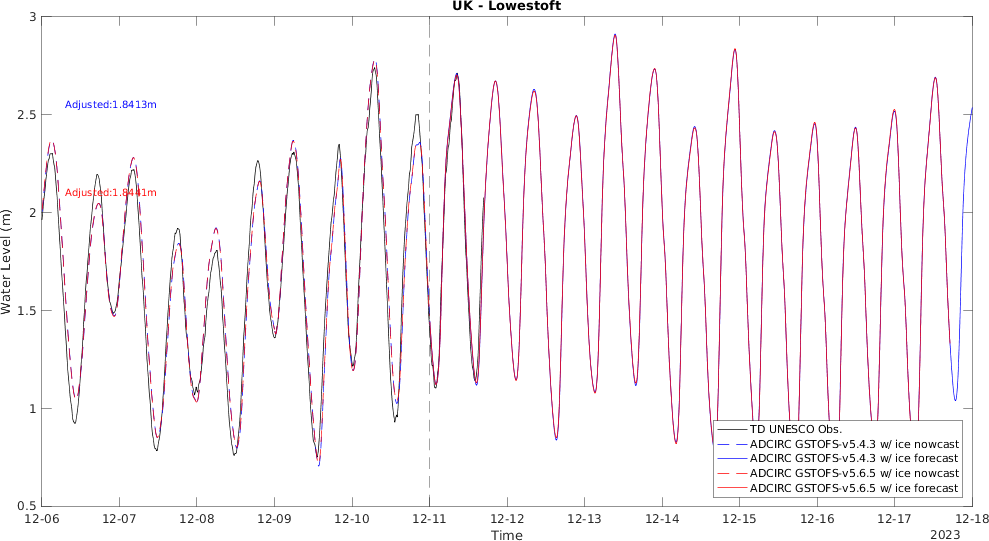 UK - Lowestoft
3
2.5
2
1.5
1
0.5
Water Level (m)
Adjusted:1.8413m
Adjusted:1.8441m
TD UNESCO Obs.
ADCIRC GSTOFS-v5.4.3 w/ ice nowcast
ADCIRC GSTOFS-v5.4.3 w/ ice forecast
ADCIRC GSTOFS-v5.6.5 w/ ice nowcast
ADCIRC GSTOFS-v5.6.5 w/ ice forecast
12-06 12-07 12-08 12-09 12-10 12-11 12-12 12-13 12-14 12-15 12-16 12-17 12-18
Time
2023